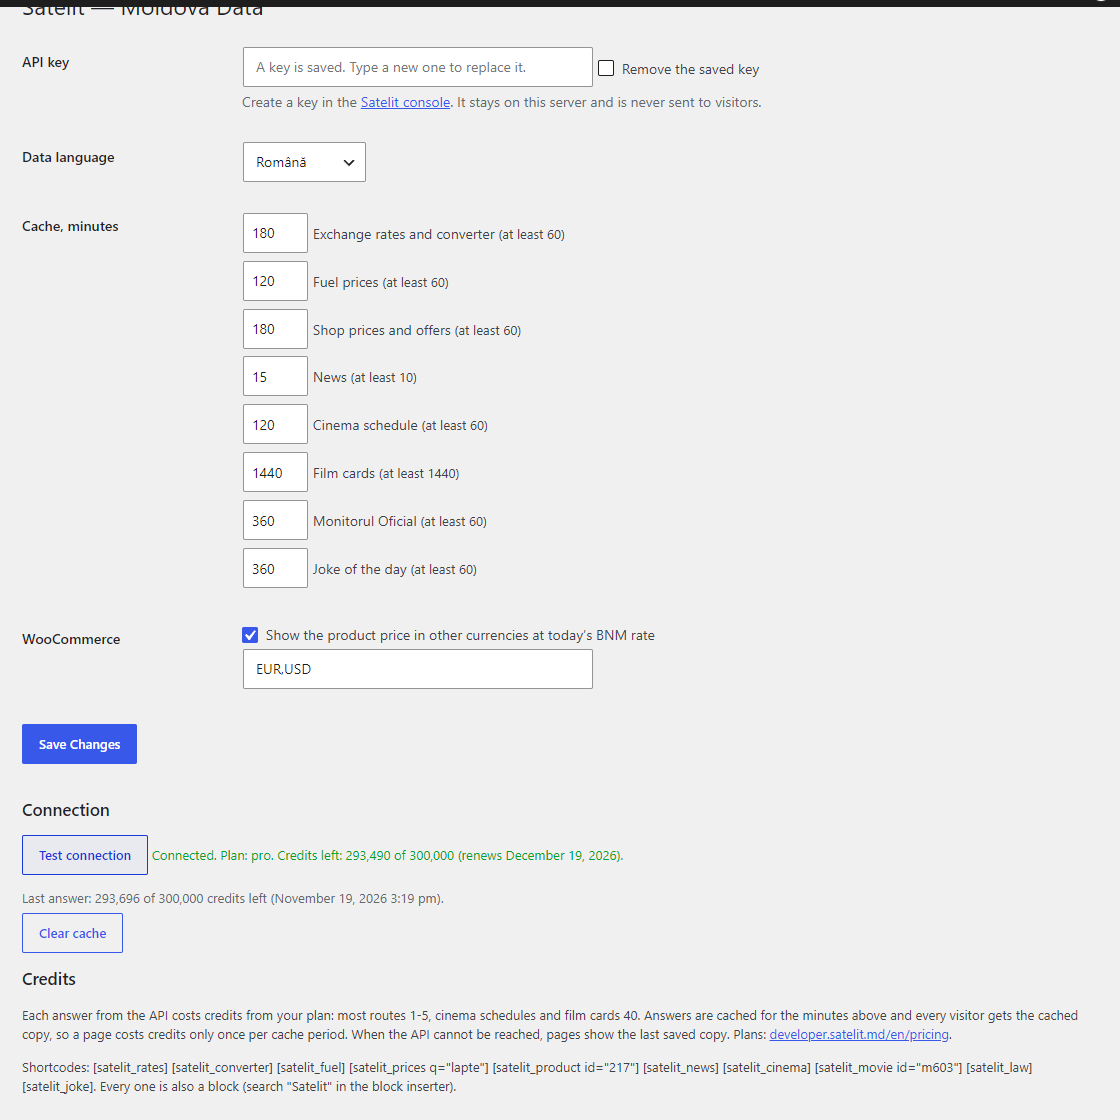 Satelit — Moldova Data
API key
A key is saved. Type a new one to replace it.
Remove the saved key
Create a key in the Satelit console. It stays on this server and is never sent to visitors.
Data language
Română
Cache, minutes
180 Exchange rates and converter (at least 60)
120 Fuel prices (at least 60)
180 Shop prices and offers (at least 60)
15 News (at least 10)
120 Cinema schedule (at least 60)
1440 Film cards (at least 1440)
360 Monitorul Oficial (at least 60)
360 Joke of the day (at least 60)
WooCommerce
Show the product price in other currencies at today's BNM rate
EUR,USD
Save Changes
Connection
Test connection Connected. Plan: pro. Credits left: 293,490 of 300,000 (renews December 19, 2026).
Last answer: 293,696 of 300,000 credits left (November 19, 2026 3:19 pm).
Clear cache
Credits
Each answer from the API costs credits from your plan: most routes 1-5, cinema schedules and film cards 40. Answers are cached for the minutes above and every visitor gets the cached
copy, so a page costs credits only once per cache period. When the API cannot be reached, pages show the last saved copy. Plans: developer.satelit.md/en/pricing.
Shortcodes: [satelit_rates] [satelit_converter] [satelit_fuel] [satelit_prices q="lapte"] [satelit_product id="217"] [satelit_news] [satelit_cinema] [satelit_movie id="m603"] [satelit_law]
[satelit_joke]. Every one is also a block (search "Satelit" in the block inserter).